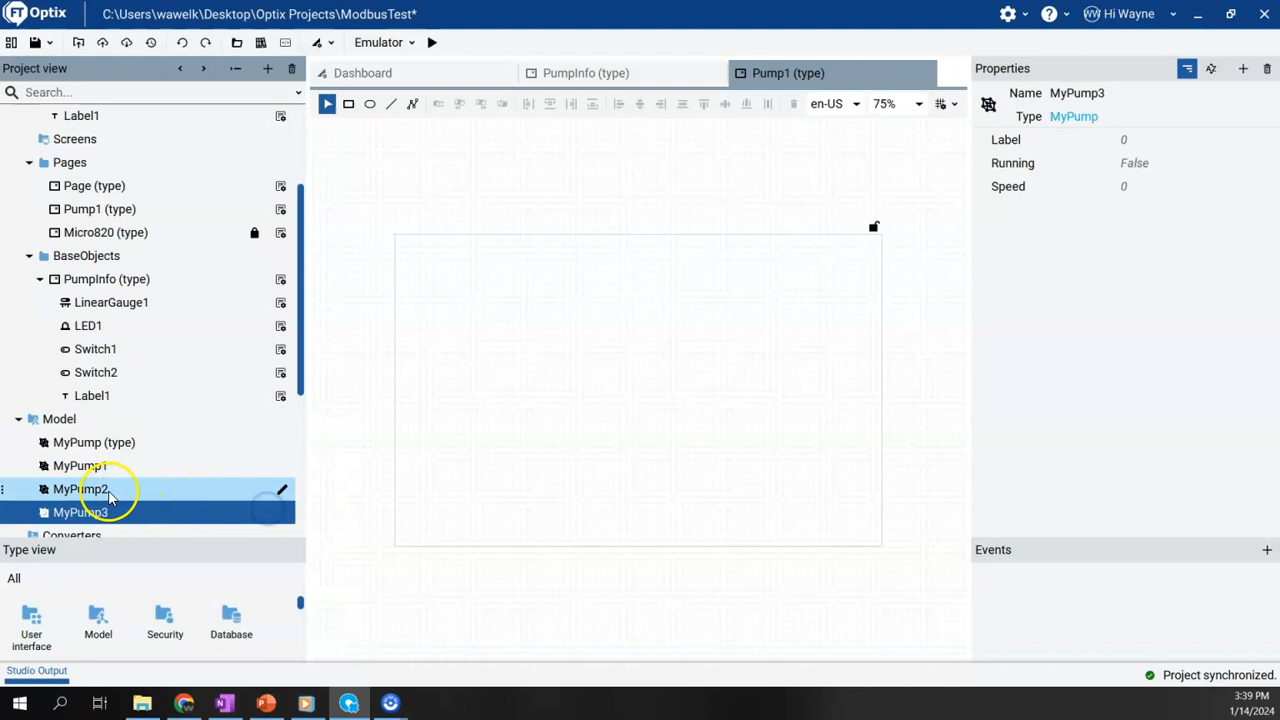 FT Optix
C:\Users\wawelk\Desktop\Optix Projects\ModbusTest*
Hi Wayne
Emulator
Project view
Search...
Label1
Screens
Pages
Page (type)
Pump1 (type)
Micro820 (type)
BaseObjects
PumpInfo (type)
LinearGauge1
LED1
Switch1
Switch2
Label1
Model
MyPump (type)
MyPump1
MyPump2
MyPump3
Converters
Type view
All
User interface
Model
Security
Database
Studio Output
Dashboard
PumpInfo (type)
Pump1 (type)
en-US
75%
Properties
Name MyPump3
Type MyPump
Label 0
Running False
Speed 0
Events
Project synchronized.
3:39 PM
1/14/2024